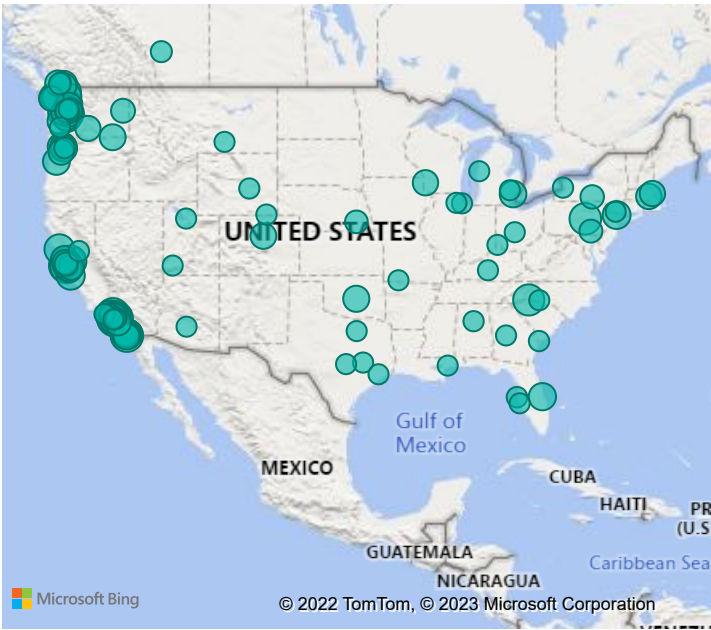 UNITED STATES
Gulf of
Mexico
MEXICO
CUBA
HAITI
PR
(U.S
GUATEMALA
Caribbean Sea
NICARAGUA
Microsoft Bing
© 2022 TomTom, © 2023 Microsoft Corporation